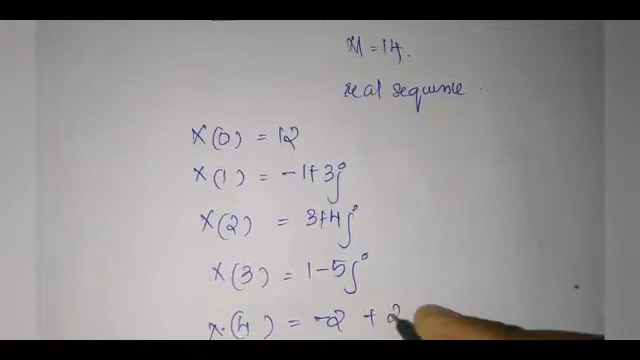 N = 14.
real sequence.
X(0) = 12
X(1) = -1+3j
X(2) = 3+4j
X(3) = 1-5j
X(4) = -2 + 2